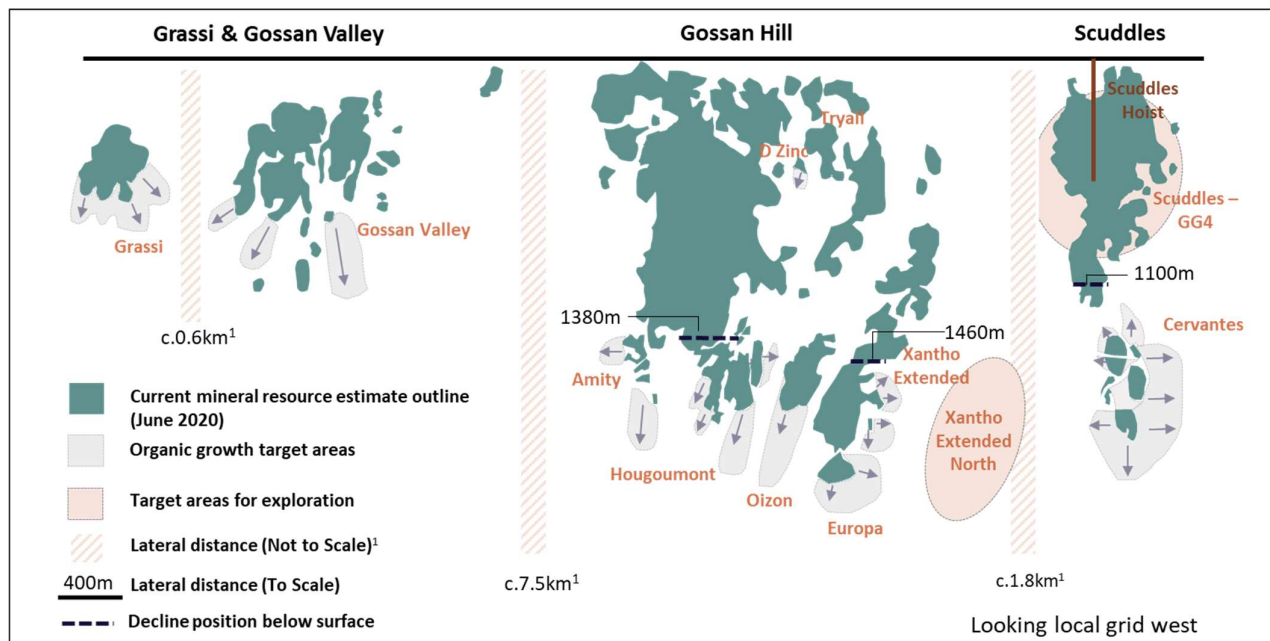 Grassi & Gossan Valley
Gossan Hill
Scuddles
Scuddles
Hoist
Tryall
D Zinc
Scuddles –
GG4
Grassi
Gossan Valley
1100m
c.0.6km¹
1380m
1460m
Cervantes
Xantho
Extended
Amity
Xantho
Extended
North
Hougoumont
Oizon
Europa
Current mineral resource estimate outline
(June 2020)
Organic growth target areas
Target areas for exploration
Lateral distance (Not to Scale)¹
400m
Lateral distance (To Scale)
Decline position below surface
c.7.5km¹
c.1.8km¹
Looking local grid west